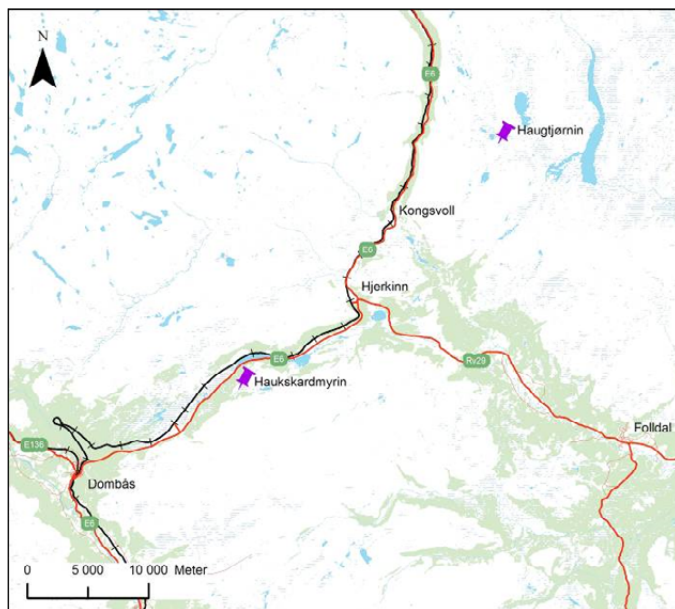 N
E6
Haugtjørnin
Kongsvoll
E6
Hjerkinn
E6
Rv29
Haukskardmyrin
Folldal
E136
Dombås
E6
0 5 000 10 000 Meter